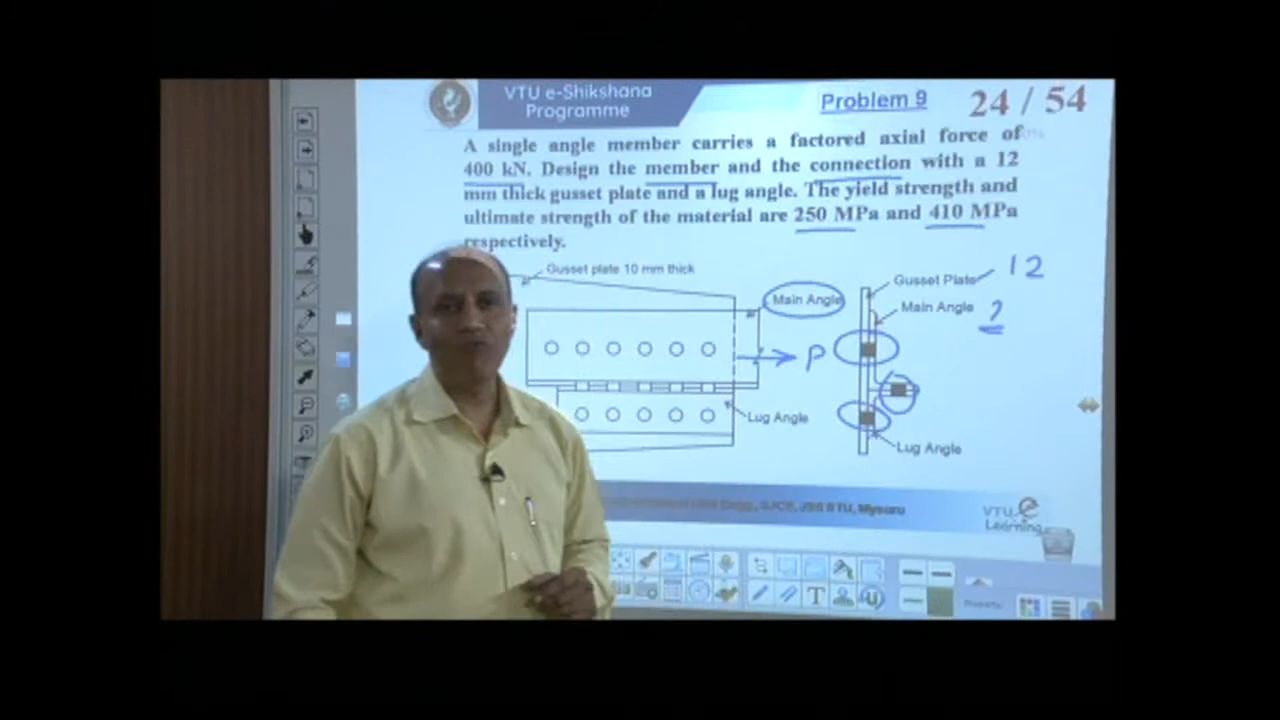 VTU e-Shikshana
Programme
Problem 9
24 / 54
A single angle member carries a factored axial force of
400 kN. Design the member and the connection with a 12
mm thick gusset plate and a lug angle. The yield strength and
ultimate strength of the material are 250 MPa and 410 MPa
respectively.
Gusset plate 10 mm thick
Main Angle
P
Lug Angle
Gusset Plate
12
Main Angle
?
Lug Angle
Mysuru
VTU e
Learning